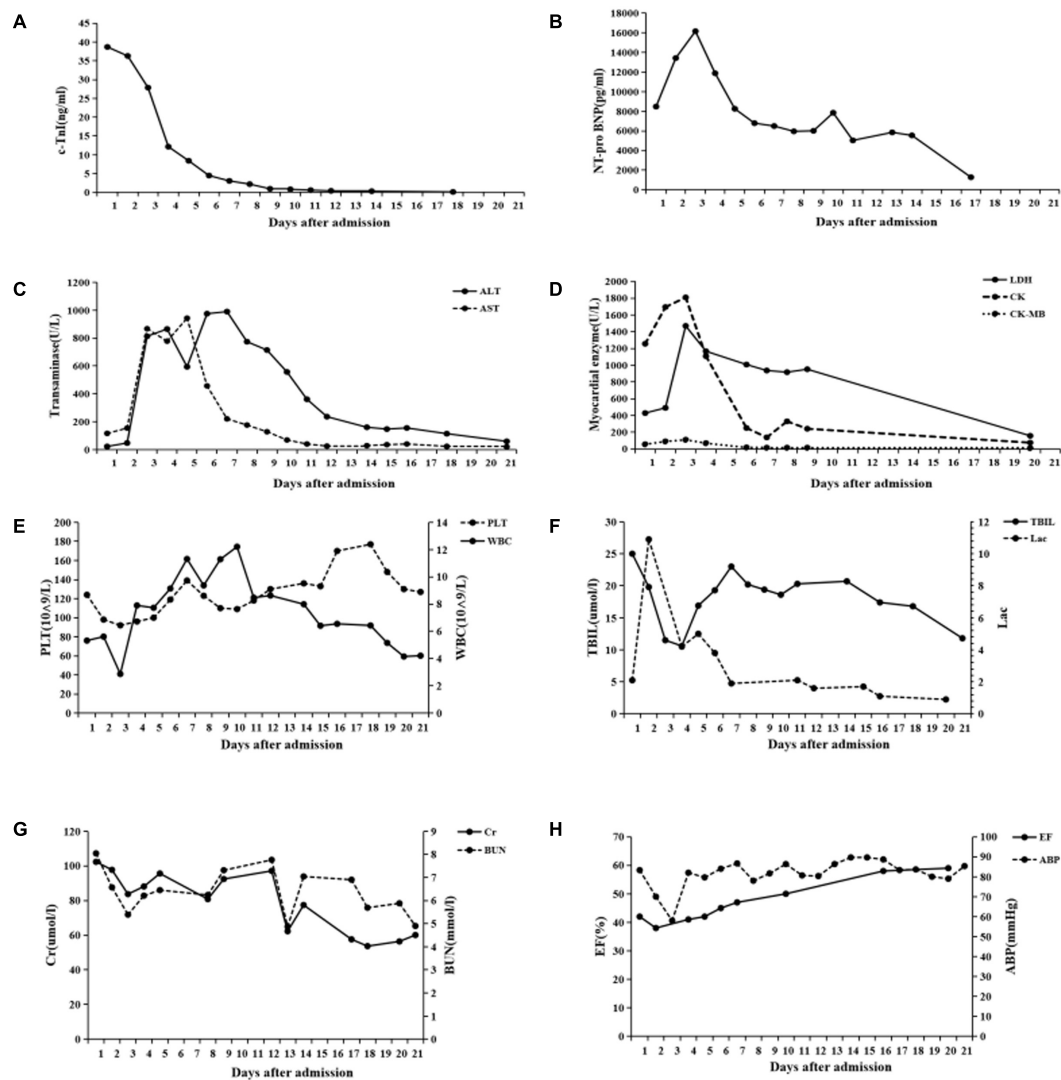 A
c-TnI(ng/ml)
45
40
35
30
25
20
15
10
5
0
1 2 3 4 5 6 7 8 9 10 11 12 13 14 15 16 17 18 19 20 21
Days after admission
B
NT-pro BNP(pg/ml)
18000
16000
14000
12000
10000
8000
6000
4000
2000
0
1 2 3 4 5 6 7 8 9 10 11 12 13 14 15 16 17 18 19 20 21
Days after admission
C
Transaminase(U/L)
1200
1000
800
600
400
200
0
ALT
AST
1 2 3 4 5 6 7 8 9 10 11 12 13 14 15 16 17 18 19 20 21
Days after admission
D
Myocardial enzyme(U/L)
2000
1800
1600
1400
1200
1000
800
600
400
200
0
LDH
CK
CK-MB
1 2 3 4 5 6 7 8 9 10 11 12 13 14 15 16 17 18 19 20 21
Days after admission
E
PLT(10∧9/L)
200
180
160
140
120
100
80
60
40
20
0
PLT
WBC
14
12
10
8
6
4
2
0
WBC(10∧9/L)
1 2 3 4 5 6 7 8 9 10 11 12 13 14 15 16 17 18 19 20 21
Days after admission
F
TBIL(umol/l)
30
25
20
15
10
5
0
TBIL
Lac
12
10
8
6
4
2
0
Lac
1 2 3 4 5 6 7 8 9 10 11 12 13 14 15 16 17 18 19 20 21
Days after admission
G
Cr(umol/l)
120
100
80
60
40
20
0
Cr
BUN
9
8
7
6
5
4
3
2
1
0
BUN(mmol/l)
1 2 3 4 5 6 7 8 9 10 11 12 13 14 15 16 17 18 19 20 21
Days after admission
H
EF(%)
70
60
50
40
30
20
10
0
EF
ABP
100
90
80
70
60
50
40
30
20
10
0
ABP(mmHg)
1 2 3 4 5 6 7 8 9 10 11 12 13 14 15 16 17 18 19 20 21
Days after admission